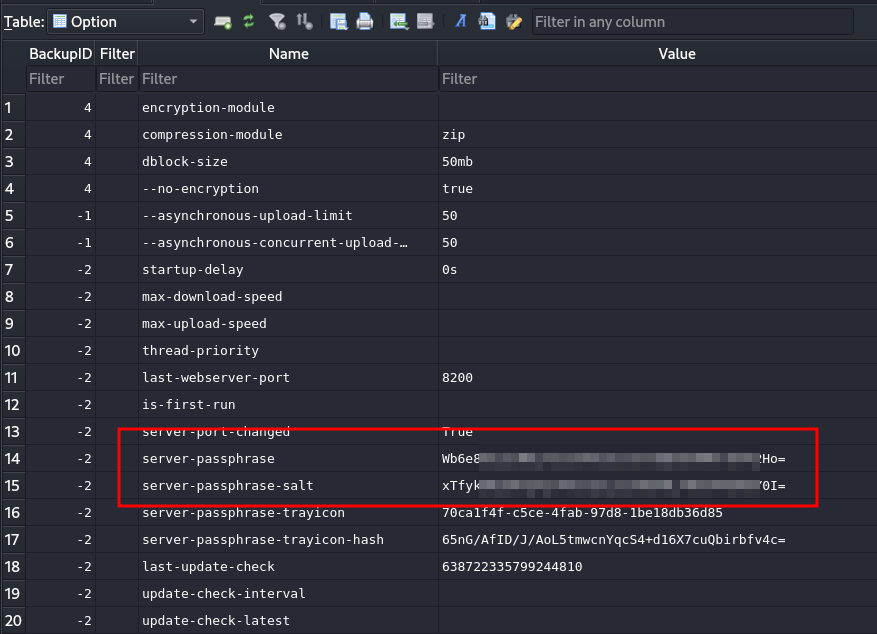 Table: Option Filter in any column
BackupID Filter Name Value
Filter Filter Filter Filter
1 4 encryption-module
2 4 compression-module zip
3 4 dblock-size 50mb
4 4 --no-encryption true
5 -1 --asynchronous-upload-limit 50
6 -1 --asynchronous-concurrent-upload-… 50
7 -2 startup-delay 0s
8 -2 max-download-speed
9 -2 max-upload-speed
10 -2 thread-priority
11 -2 last-webserver-port 8200
12 -2 is-first-run
13 -2 server-port-changed True
14 -2 server-passphrase Wb6e8 Ho=
15 -2 server-passphrase-salt xTfyk 0I=
16 -2 server-passphrase-trayicon 70ca1f4f-c5ce-4fab-97d8-1be18db36d85
17 -2 server-passphrase-trayicon-hash 65nG/AfID/J/AoL5tmwcnYqcS4+d16X7cuQbirbfv4c=
18 -2 last-update-check 638722335799244810
19 -2 update-check-interval
20 -2 update-check-latest